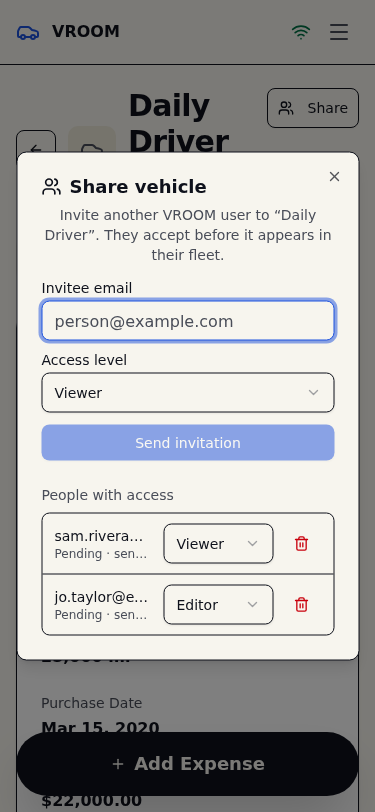 VROOM
Daily
Driver
Share
Share vehicle
Invite another VROOM user to “Daily
Driver”. They accept before it appears in
their fleet.
Invitee email
person@example.com
Access level
Viewer
Send invitation
People with access
sam.rivera…
Viewer
Pending · sen…
jo.taylor@e…
Editor
Pending · sen…
Purchase Date
Mar 15, 2020
+ Add Expense
$22,000.00